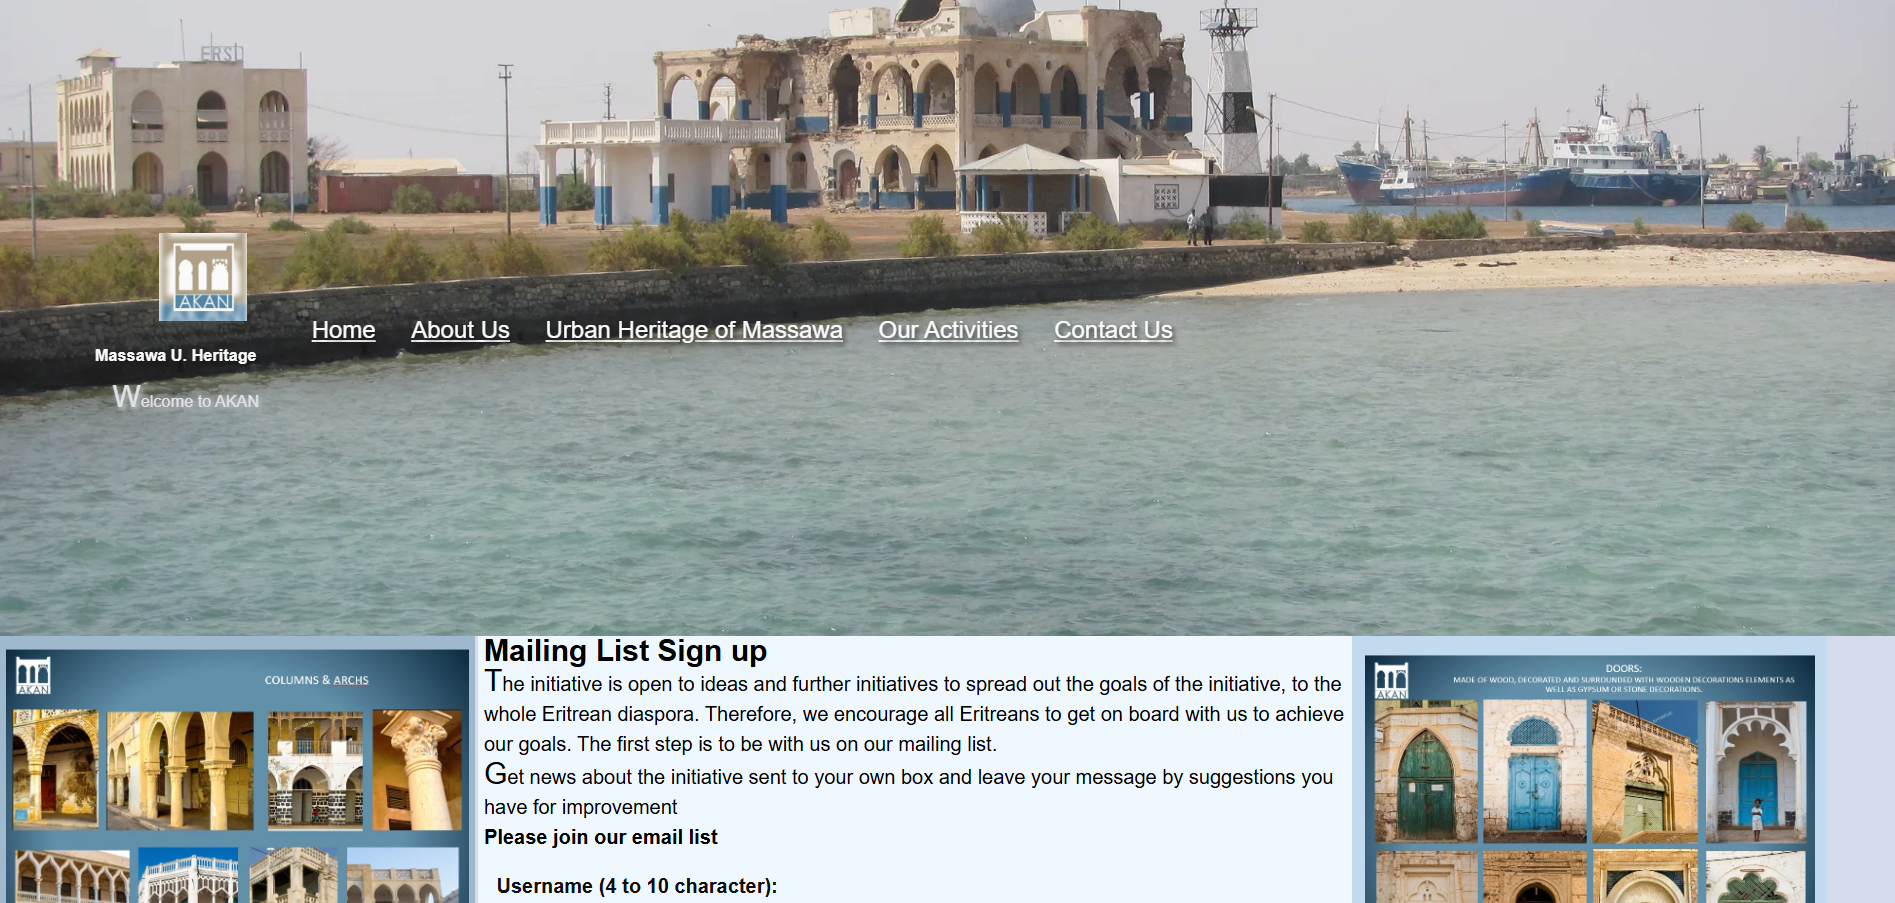 ERSI
AKAN
Massawa U. Heritage
Welcome to AKAN
Home About Us Urban Heritage of Massawa Our Activities Contact Us
AKAN
COLUMNS & ARCHS
Mailing List Sign up
The initiative is open to ideas and further initiatives to spread out the goals of the initiative, to the
whole Eritrean diaspora. Therefore, we encourage all Eritreans to get on board with us to achieve
our goals. The first step is to be with us on our mailing list.
Get news about the initiative sent to your own box and leave your message by suggestions you
have for improvement
Please join our email list
Username (4 to 10 character):
AKAN
DOORS:
MADE OF WOOD, DECORATED AND SURROUNDED WITH WOODEN DECORATIONS ELEMENTS AS
WELL AS GYPSUM OR STONE DECORATIONS.